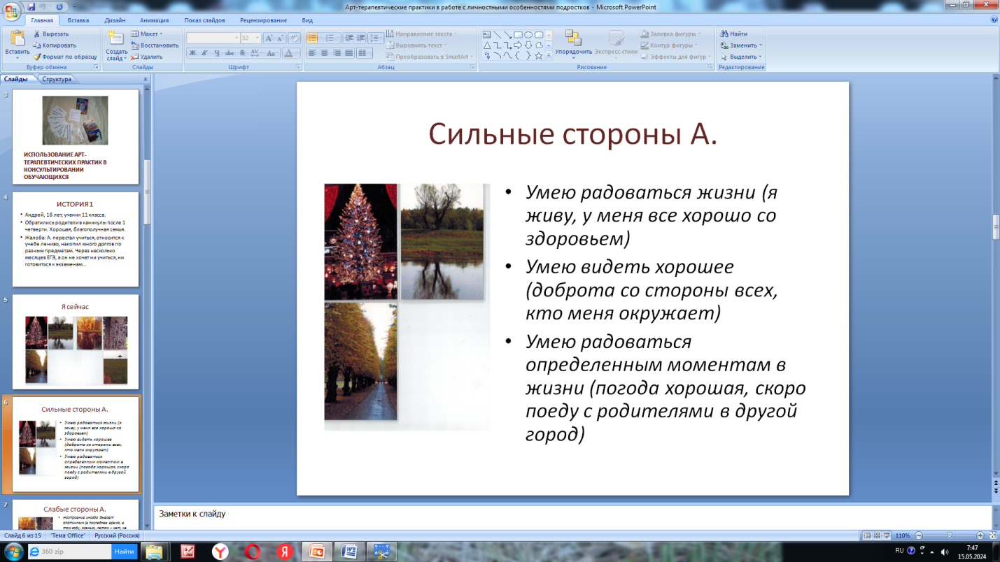 Арт-терапевтические практики в работе с личностными особенностями подростков - Microsoft PowerPoint
Главная Вставка Дизайн Анимация Показ слайдов Рецензирование Вид
Вставить
Вырезать
Копировать
Формат по образцу
Буфер обмена
Создать слайд
Макет
Восстановить
Удалить
Слайды
32
Ж К Ч abc S AV Aa А
Шрифт
Направление текста
Выровнять текст
Преобразовать в SmartArt
Абзац
Упорядочить
Экспресс-стили
Заливка фигуры
Контур фигуры
Эффекты для фигур
Рисование
Найти
Заменить
Выделить
Редактирование
Слайды Структура
3
ИСПОЛЬЗОВАНИЕ АРТ-
ТЕРАПЕВТИЧЕСКИХ ПРАКТИК В
КОНСУЛЬТИРОВАНИИ
ОБУЧАЮЩИХСЯ
4
ИСТОРИЯ 1
• Андрей, 18 лет, ученик 11 класса.
• Обратились родители в каникулы после 1
четверти. Хорошая, благополучная семья.
• Жалоба: А. перестал учиться, относится к
учебе лениво, накопил много долгов по
разным предметам. Через несколько
месяцев ЕГЭ, а он не хочет ни учиться, ни
готовиться к экзаменам...
5
Я сейчас
6
Сильные стороны А.
• Умею радоваться жизни (я
живу, у меня все хорошо со
здоровьем)
• Умею видеть хорошее
(доброта со стороны всех,
кто меня окружает)
• Умею радоваться
определенным моментам в
жизни (погода хорошая, скоро
поеду с родителями в другой
город)
7
Слабые стороны А.
• Настроение иногда бывает
апатичным (в последнее время, в
том году, осенью, летом – нет, не
Сильные стороны А.
• Умею радоваться жизни (я
живу, у меня все хорошо со
здоровьем)
• Умею видеть хорошее
(доброта со стороны всех,
кто меня окружает)
• Умею радоваться
определенным моментам в
жизни (погода хорошая, скоро
поеду с родителями в другой
город)
Заметки к слайду
Слайд 6 из 15 "Тема Office" Русский (Россия)
110%
360 zip Найти
RU
7:47
15.05.2024